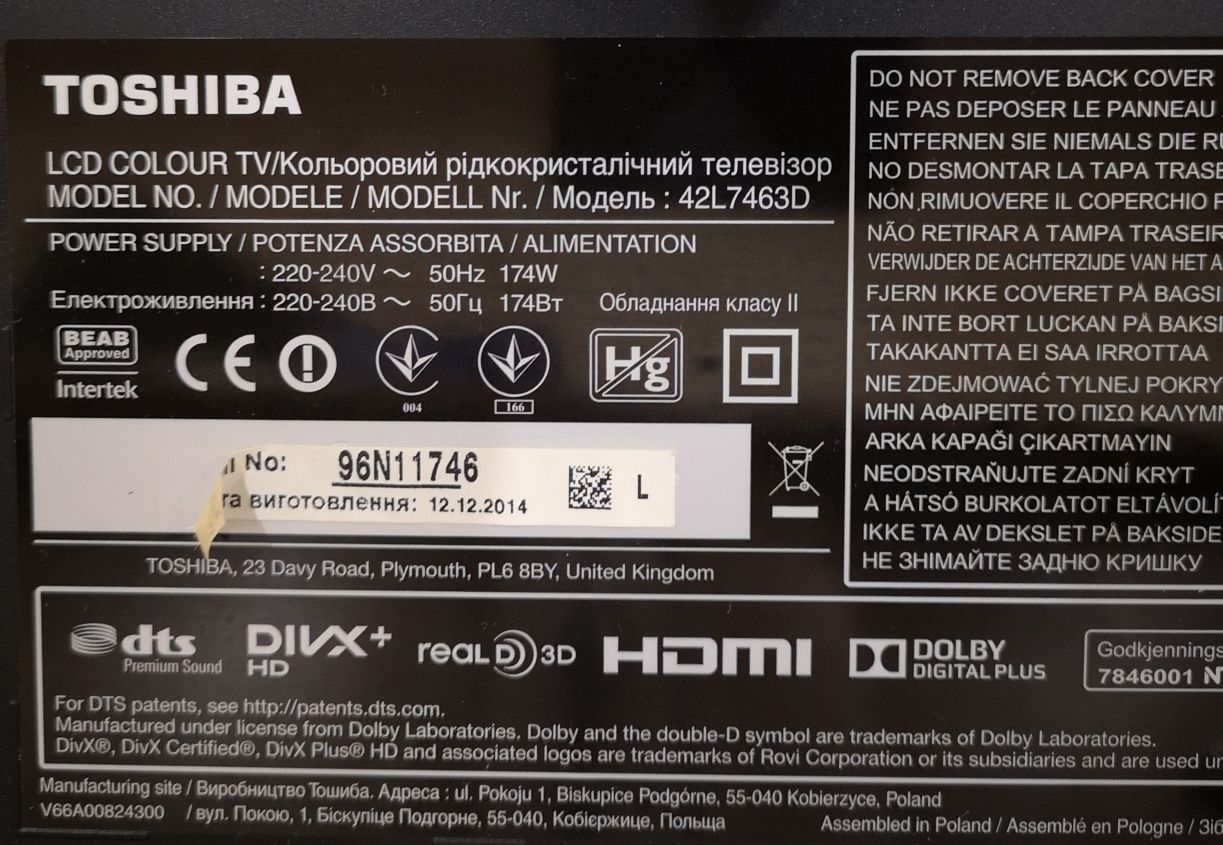 TOSHIBA
LCD COLOUR TV/Кольоровий рідкокристалічний телевізор
MODEL NO. / MODELE / MODELL Nr. / Модель : 42L7463D
POWER SUPPLY / POTENZA ASSORBITA / ALIMENTATION
: 220-240V ~ 50Hz 174W
Електроживлення : 220-240В ~ 50Гц 174Вт Обладнання класу II
BEAB
Approved
Intertek
CE
004
166
Hg
No: 96N11746
виготовлення: 12.12.2014
L
TOSHIBA, 23 Davy Road, Plymouth, PL6 8BY, United Kingdom
DO NOT REMOVE BACK COVER
NE PAS DEPOSER LE PANNEAU
ENTFERNEN SIE NIEMALS DIE
NO DESMONTAR LA TAPA
NON RIMUOVERE IL COPERCHIO
NÃO RETIRAR A TAMPA
VERWIJDER DE ACHTERZIJDE VAN HET
FJERN IKKE COVERET PÅ
TA INTE BORT LUCKAN PÅ
TAKAKANTTA EI SAA IRROTTAA
NIE ZDEJMOWAĆ TYLNEJ
ΜΗΝ ΑΦΑΙΡΕΙΤΕ ΤΟ ΠΙΣΩ
ARKA KAPAĞI ÇIKARTMAYIN
NEODSTRAŇUJTE ZADNÍ KRYT
A HÁTSÓ BURKOLATOT
IKKE TA AV DEKSLET PÅ BAKSIDE
НЕ ЗНІМАЙТЕ ЗАДНЮ КРИШКУ
dts
Premium Sound
DIVX+
HD
REALD 3D
HDMI
DOLBY
DIGITAL PLUS
Godkjennings
7846001
For DTS patents, see http://patents.dts.com.
Manufactured under license from Dolby Laboratories. Dolby and the double-D symbol are trademarks of Dolby Laboratories.
DivX®, DivX Certified®, DivX Plus® HD and associated logos are trademarks of Rovi Corporation or its subsidiaries and are used
Manufacturing site / Виробництво Тошиба. Адреса : ul. Pokoju 1, Biskupice Podgórne, 55-040 Kobierzyce, Poland
V66A00824300 / вул. Покою, 1, Біскупіце Подгорне, 55-040, Кобієржице, Польща
Assembled in Poland / Assemblé en Pologne /